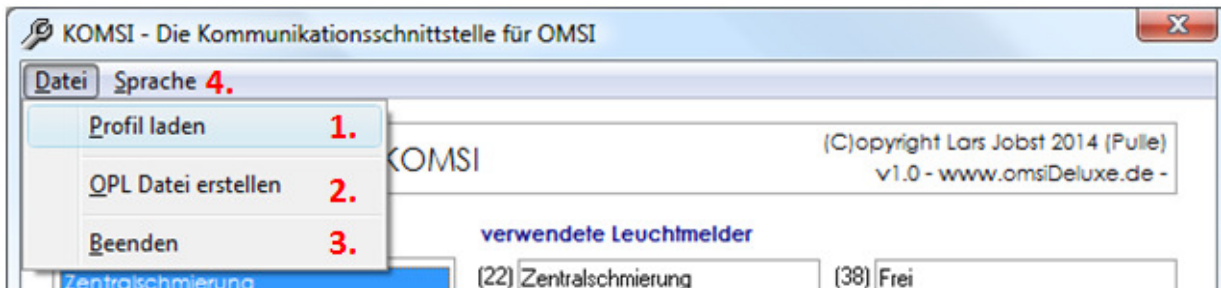 KOMSI - Die Kommunikationsschnittstelle für OMSI
Datei Sprache 4.
Profil laden 1.
OPL Datei erstellen 2.
Beenden 3.
KOMSI
(C)opyright Lars Jobst 2014 (Pulle)
v1.0 - www.omsiDeluxe.de -
verwendete Leuchtmelder
Zentralschmierung
(22) Zentralschmierung
(38) Frei